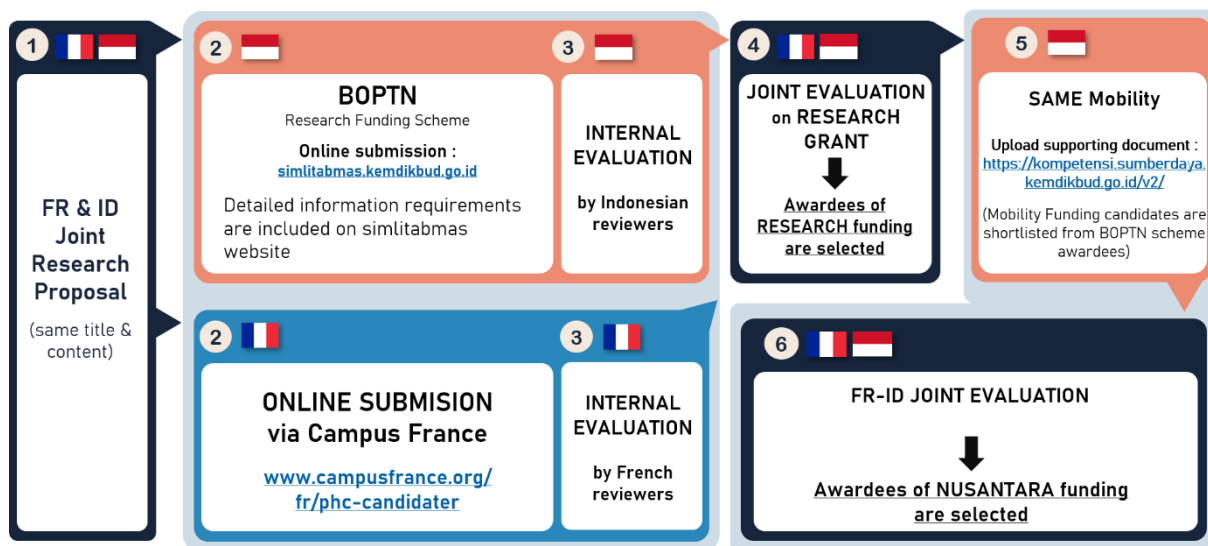 1
FR & ID
Joint
Research
Proposal
(same title &
content)
2
BOPTN
Research Funding Scheme
Online submission :
simlitabmas.kemdikbud.go.id
Detailed information requirements
are included on simlitabmas
website
3
INTERNAL
EVALUATION
by Indonesian
reviewers
2
ONLINE SUBMISION
via Campus France
www.campusfrance.org/
fr/phc-candidater
3
INTERNAL
EVALUATION
by French
reviewers
4
JOINT EVALUATION
on RESEARCH
GRANT
Awardees of
RESEARCH funding
are selected
5
SAME Mobility
Upload supporting document :
https://kompetensi.sumberdaya.
kemdikbud.go.id/v2/
(Mobility Funding candidates are
shortlisted from BOPTN scheme
awardees)
6
FR-ID JOINT EVALUATION
Awardees of NUSANTARA funding
are selected